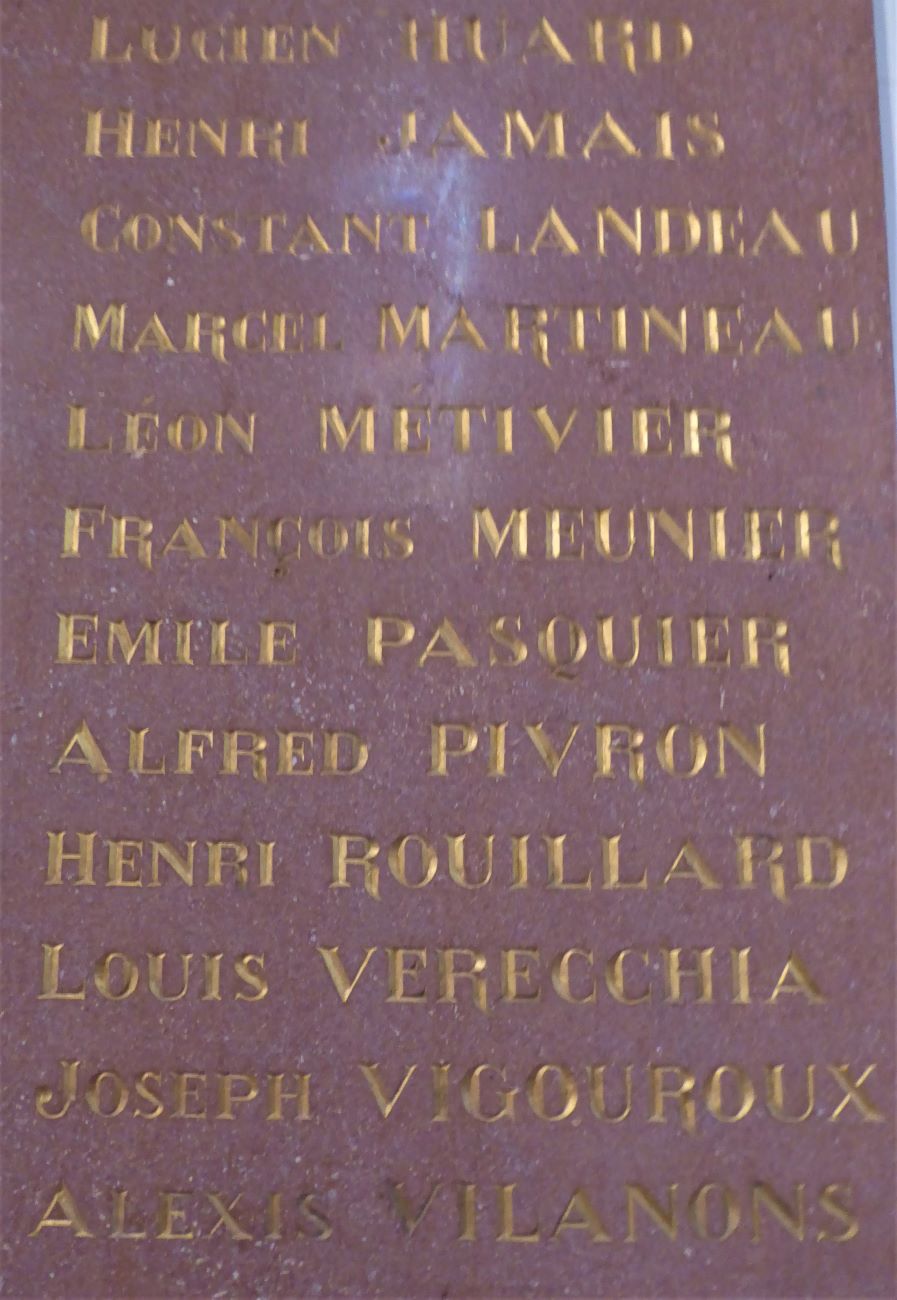 Lucien HUARD
Henri JAMAIS
Constant LANDEAU
Marcel MARTINEAU
Léon MÉTIVIER
François MEUNIER
Emile PASQUIER
Alfred PIVRON
Henri ROUILLARD
Louis VERECCHIA
Joseph VIGOUROUX
Alexis VILANONS